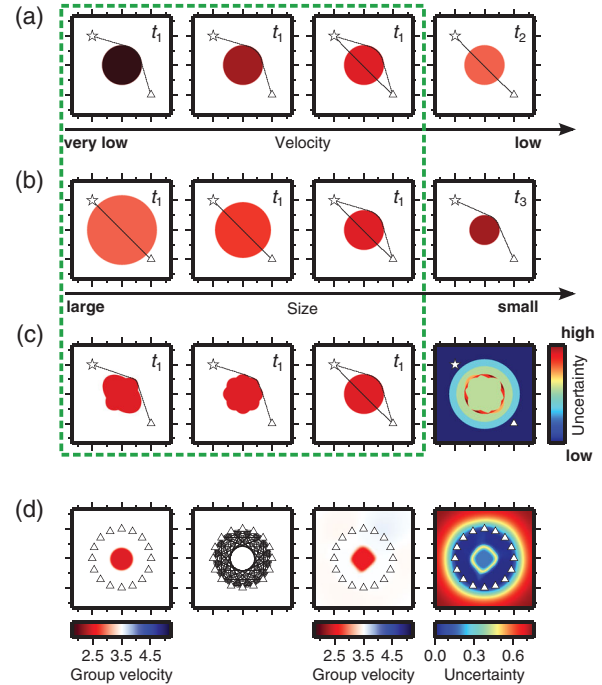 (a)
t1 t1 t1 t2
very low Velocity low
(b)
t1 t1 t1 t3
large Size small
(c)
t1 t1 t1
high
Uncertainty
low
(d)
2.5 3.5 4.5 2.5 3.5 4.5 0.0 0.3 0.6
Group velocity Group velocity Uncertainty